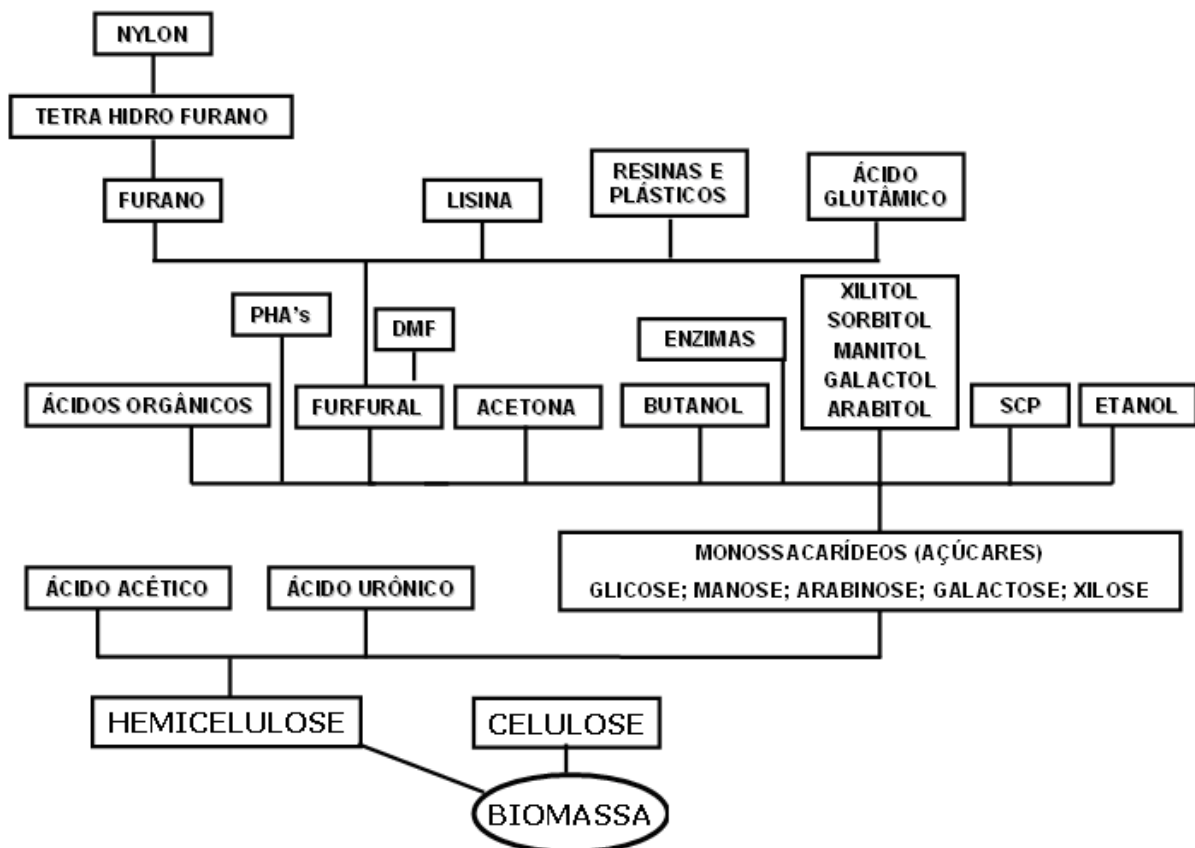 NYLON
TETRA HIDRO FURANO
FURANO
LISINA
RESINAS E
PLÁSTICOS
ÁCIDO
GLUTÂMICO
PHA's
DMF
ENZIMAS
XILITOL
SORBITOL
MANITOL
GALACTOL
ARABITOL
ÁCIDOS ORGÂNICOS
FURFURAL
ACETONA
BUTANOL
SCP
ETANOL
MONOSSACARÍDEOS (AÇÚCARES)
GLICOSE; MANOSE; ARABINOSE; GALACTOSE; XILOSE
ÁCIDO ACÉTICO
ÁCIDO URÔNICO
HEMICELULOSE
CELULOSE
BIOMASSA